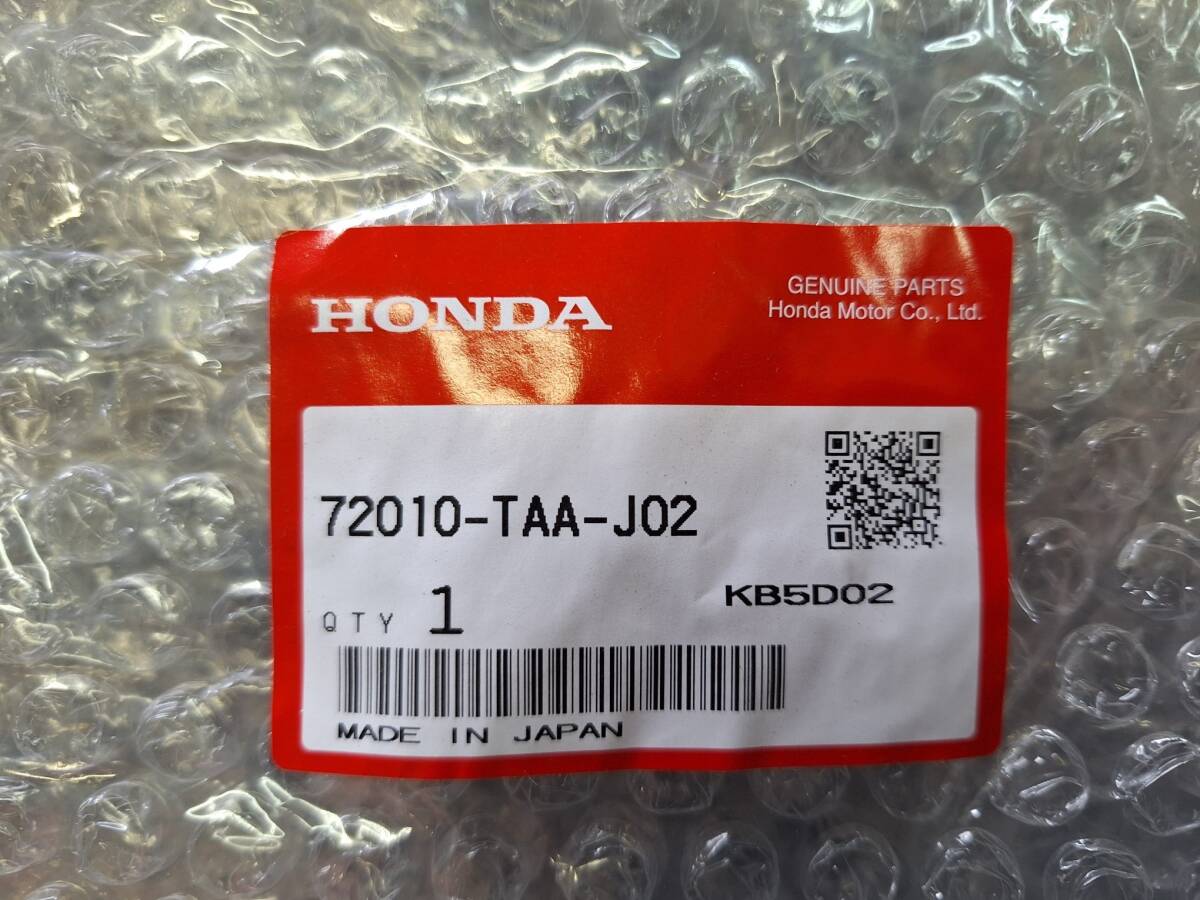 HONDA
GENUINE PARTS
Honda Motor Co., Ltd.
72010-TAA-J02
QTY 1
KB5D02
MADE IN JAPAN